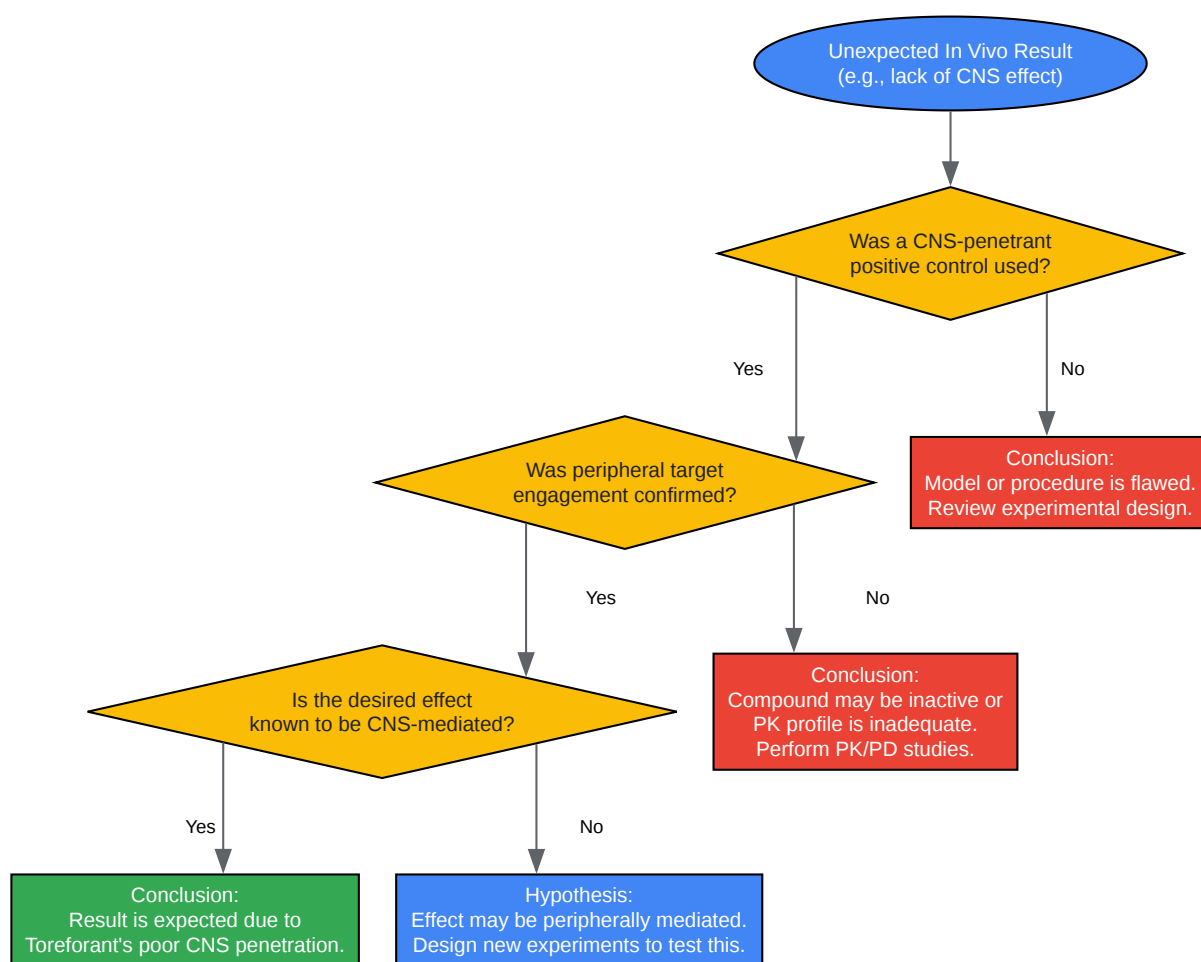 Unexpected In Vivo Result
(e.g., lack of CNS effect)
Was a CNS-penetrant
positive control used?
Yes
No
Was peripheral target
engagement confirmed?
Conclusion:
Model or procedure is flawed.
Review experimental design.
Yes
No
Is the desired effect
known to be CNS-mediated?
Conclusion:
Compound may be inactive or
PK profile is inadequate.
Perform PK/PD studies.
Yes
No
Conclusion:
Result is expected due to
Toreforant's poor CNS penetration.
Hypothesis:
Effect may be peripherally mediated.
Design new experiments to test this.